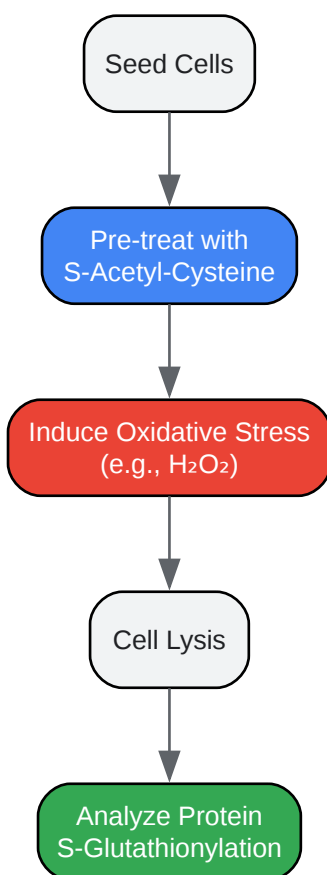 Seed Cells
Pre-treat with
S-Acetyl-Cysteine
Induce Oxidative Stress
(e.g., H₂O₂)
Cell Lysis
Analyze Protein
S-Glutathionylation